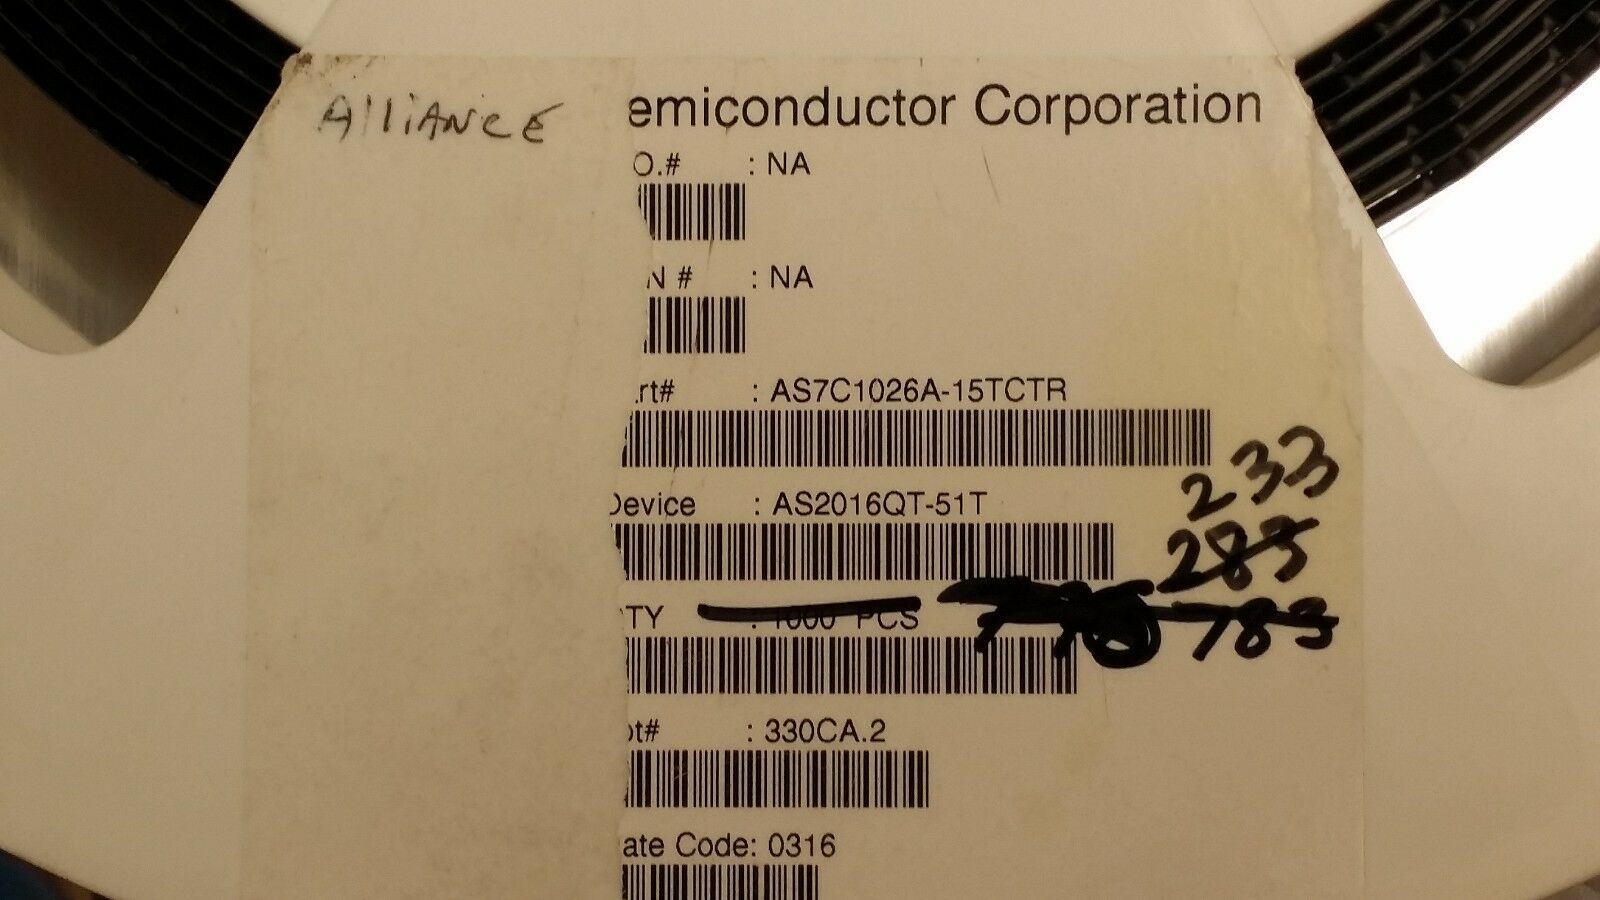 AlliANCE emiconductor Corporation
O.# : NA
N # : NA
rt# : AS7C1026A-15TCTR
233
Device : AS2016QT-51T
283
TY : 1000 PCS 783
ot# : 330CA.2
ate Code: 0316